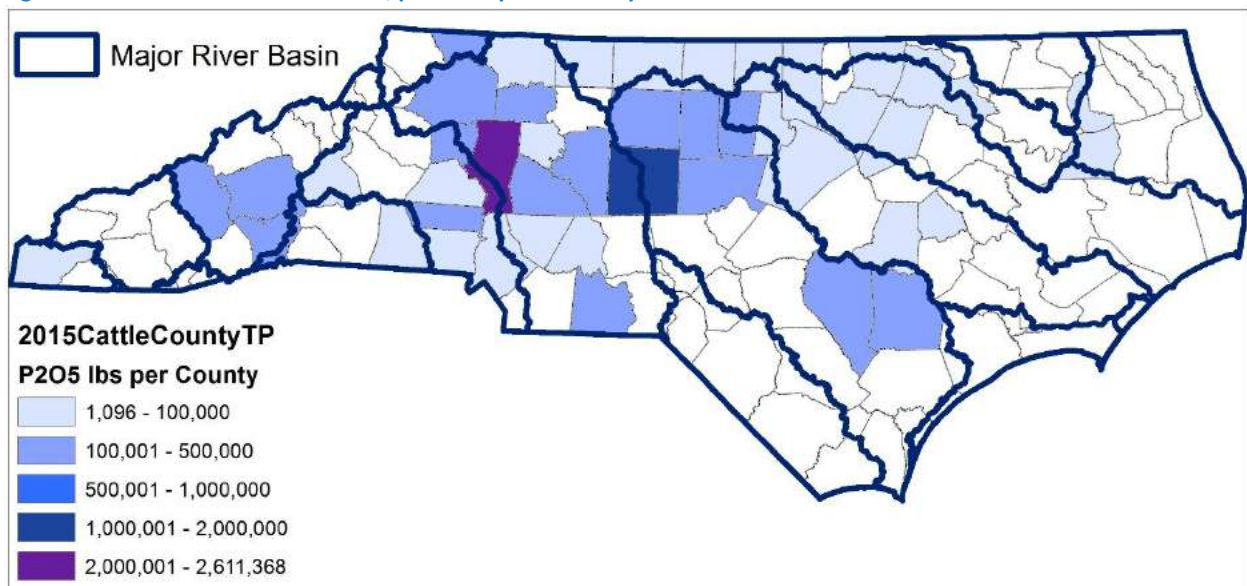 Major River Basin
2015CattleCountyTP
P2O5 lbs per County
1,096 - 100,000
100,001 - 500,000
500,001 - 1,000,000
1,000,001 - 2,000,000
2,000,001 - 2,611,368